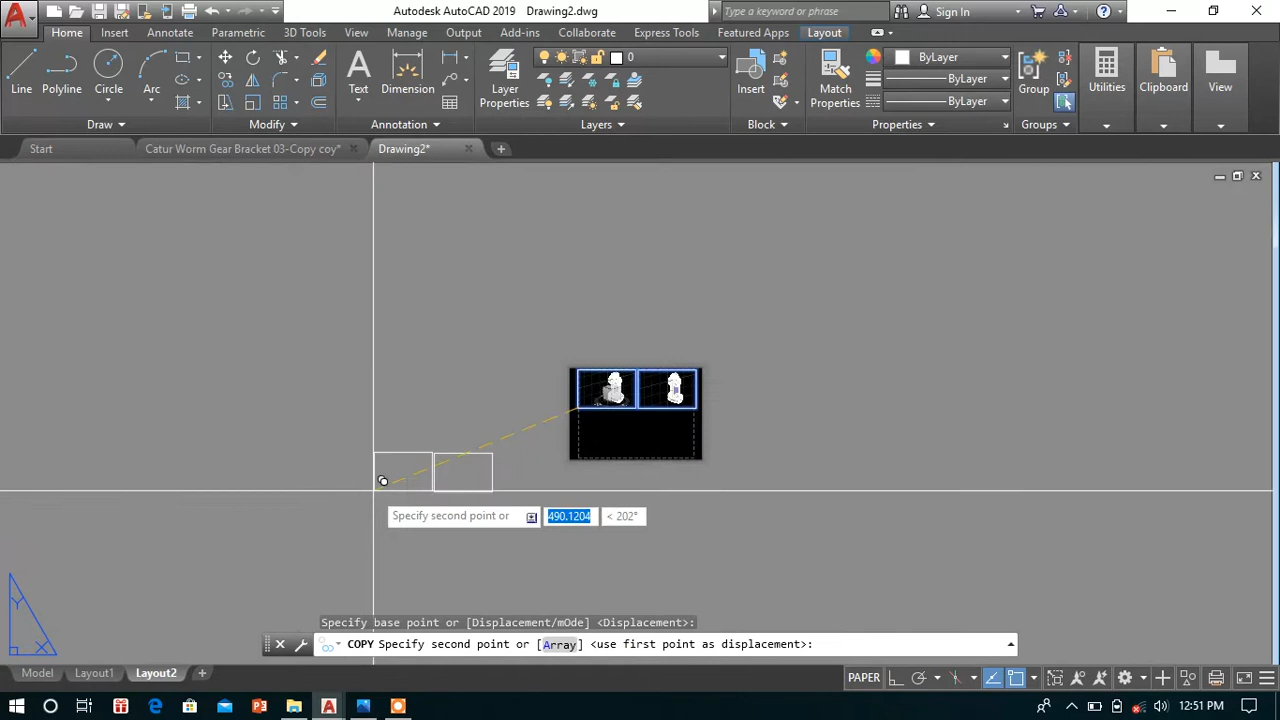 Autodesk AutoCAD 2019 Drawing2.dwg
Type a keyword or phrase
Sign In
Home Insert Annotate Parametric 3D Tools View Manage Output Add-ins Collaborate Express Tools Featured Apps Layout
Line
Polyline
Circle
Arc
Text
Dimension
Layer
Properties
0
Insert
Match
Properties
ByLayer
ByLayer
ByLayer
Group
Utilities
Clipboard
View
Draw
Modify
Annotation
Layers
Block
Properties
Groups
Start
Catur Worm Gear Bracket 03-Copy coy*
Drawing2*
Specify second point or
490.1204
< 202°
Y
X
Specify base point or [Displacement/mOde] <Displacement>:
COPY Specify second point or [Array] <use first point as displacement>:
Model Layout1 Layout2
PAPER
12:51 PM